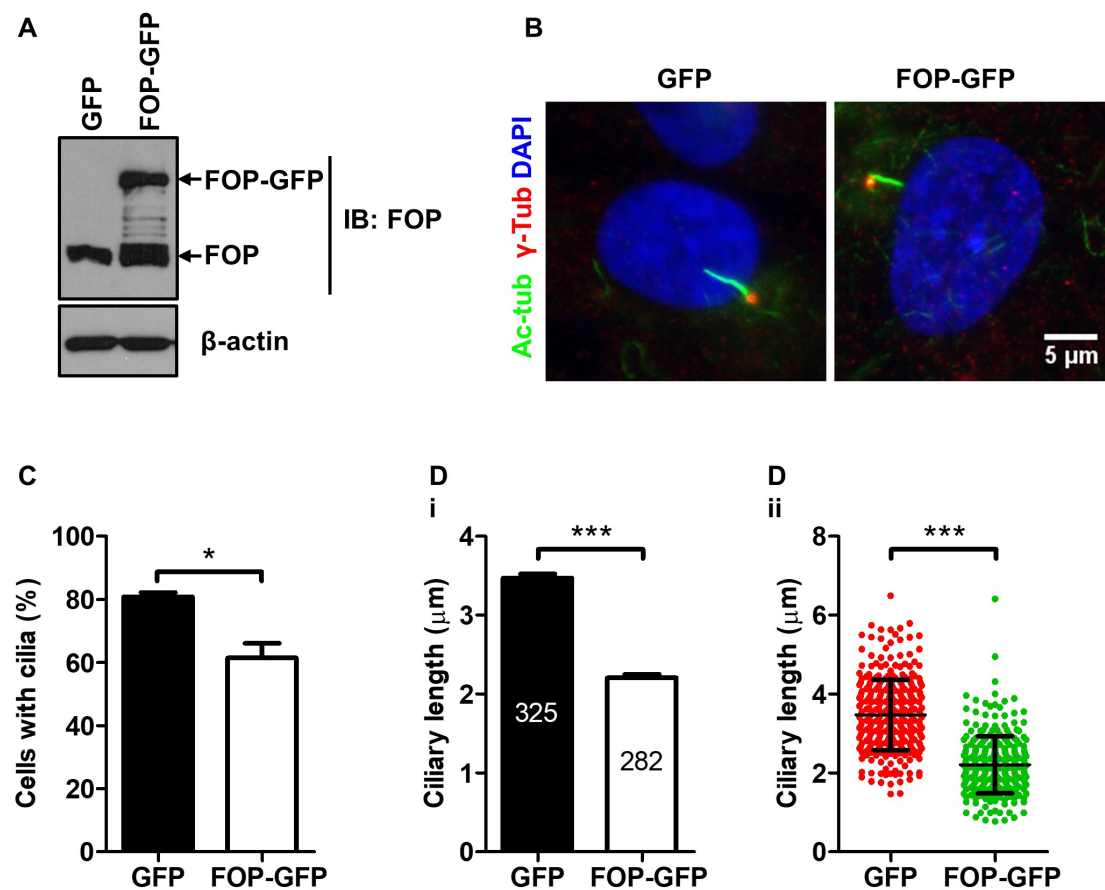 A
GFP
FOP-GFP
FOP-GFP
FOP
IB: FOP
β-actin
B
GFP
FOP-GFP
Ac-tub γ-Tub DAPI
5 μm
C
Cells with cilia (%)
100
80
60
40
20
0
*
GFP
FOP-GFP
D
i
Ciliary length (μm)
4
3
2
1
0
***
325
282
GFP
FOP-GFP
D
ii
Ciliary length (μm)
8
6
4
2
0
***
GFP
FOP-GFP